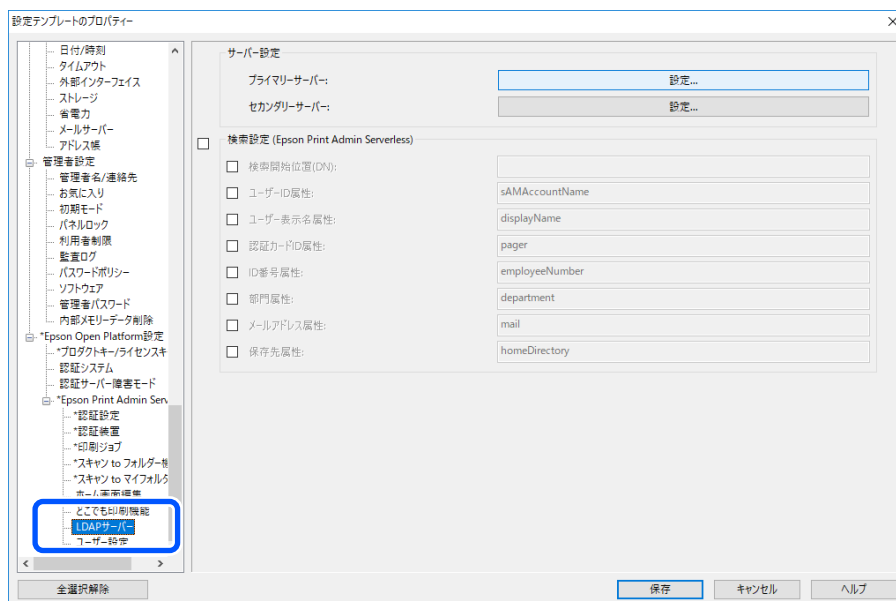 設定テンプレートのプロパティー
日付/時刻
タイムアウト
外部インターフェイス
ストレージ
省電力
メールサーバー
アドレス帳
管理者設定
管理者名/連絡先
お気に入り
初期モード
パネルロック
利用者制限
監査ログ
パスワードポリシー
ソフトウェア
管理者パスワード
内部メモリーデータ削除
*Epson Open Platform設定
*プロダクトキー/ライセンスキ
認証システム
認証サーバー障害モード
*Epson Print Admin Serv
*認証設定
*認証装置
*印刷ジョブ
*スキャン to フォルダー機
*スキャン to マイフォルダ
ホーム画面編集
どこでも印刷機能
LDAPサーバー
ユーザー設定
サーバー設定
プライマリーサーバー: 設定...
セカンダリーサーバー: 設定...
検索設定 (Epson Print Admin Serverless)
検索開始位置(DN):
ユーザーID属性: sAMAccountName
ユーザー表示名属性: displayName
認証カードID属性: pager
ID番号属性: employeeNumber
部門属性: department
メールアドレス属性: mail
保存先属性: homeDirectory
全選択解除 保存 キャンセル ヘルプ